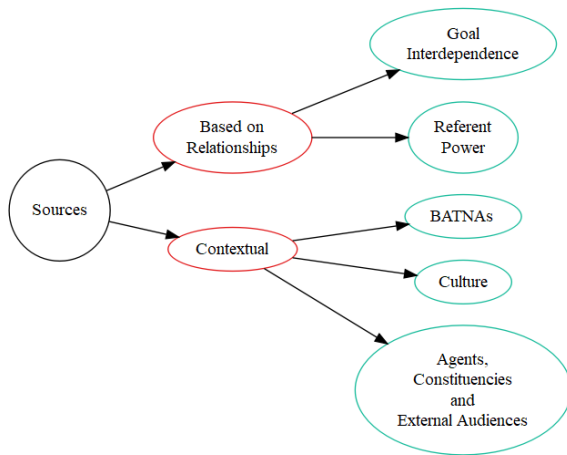 Sources
Based on
Relationships
Goal
Interdependence
Referent
Power
Contextual
BATNAs
Culture
Agents,
Constituencies
and
External Audiences